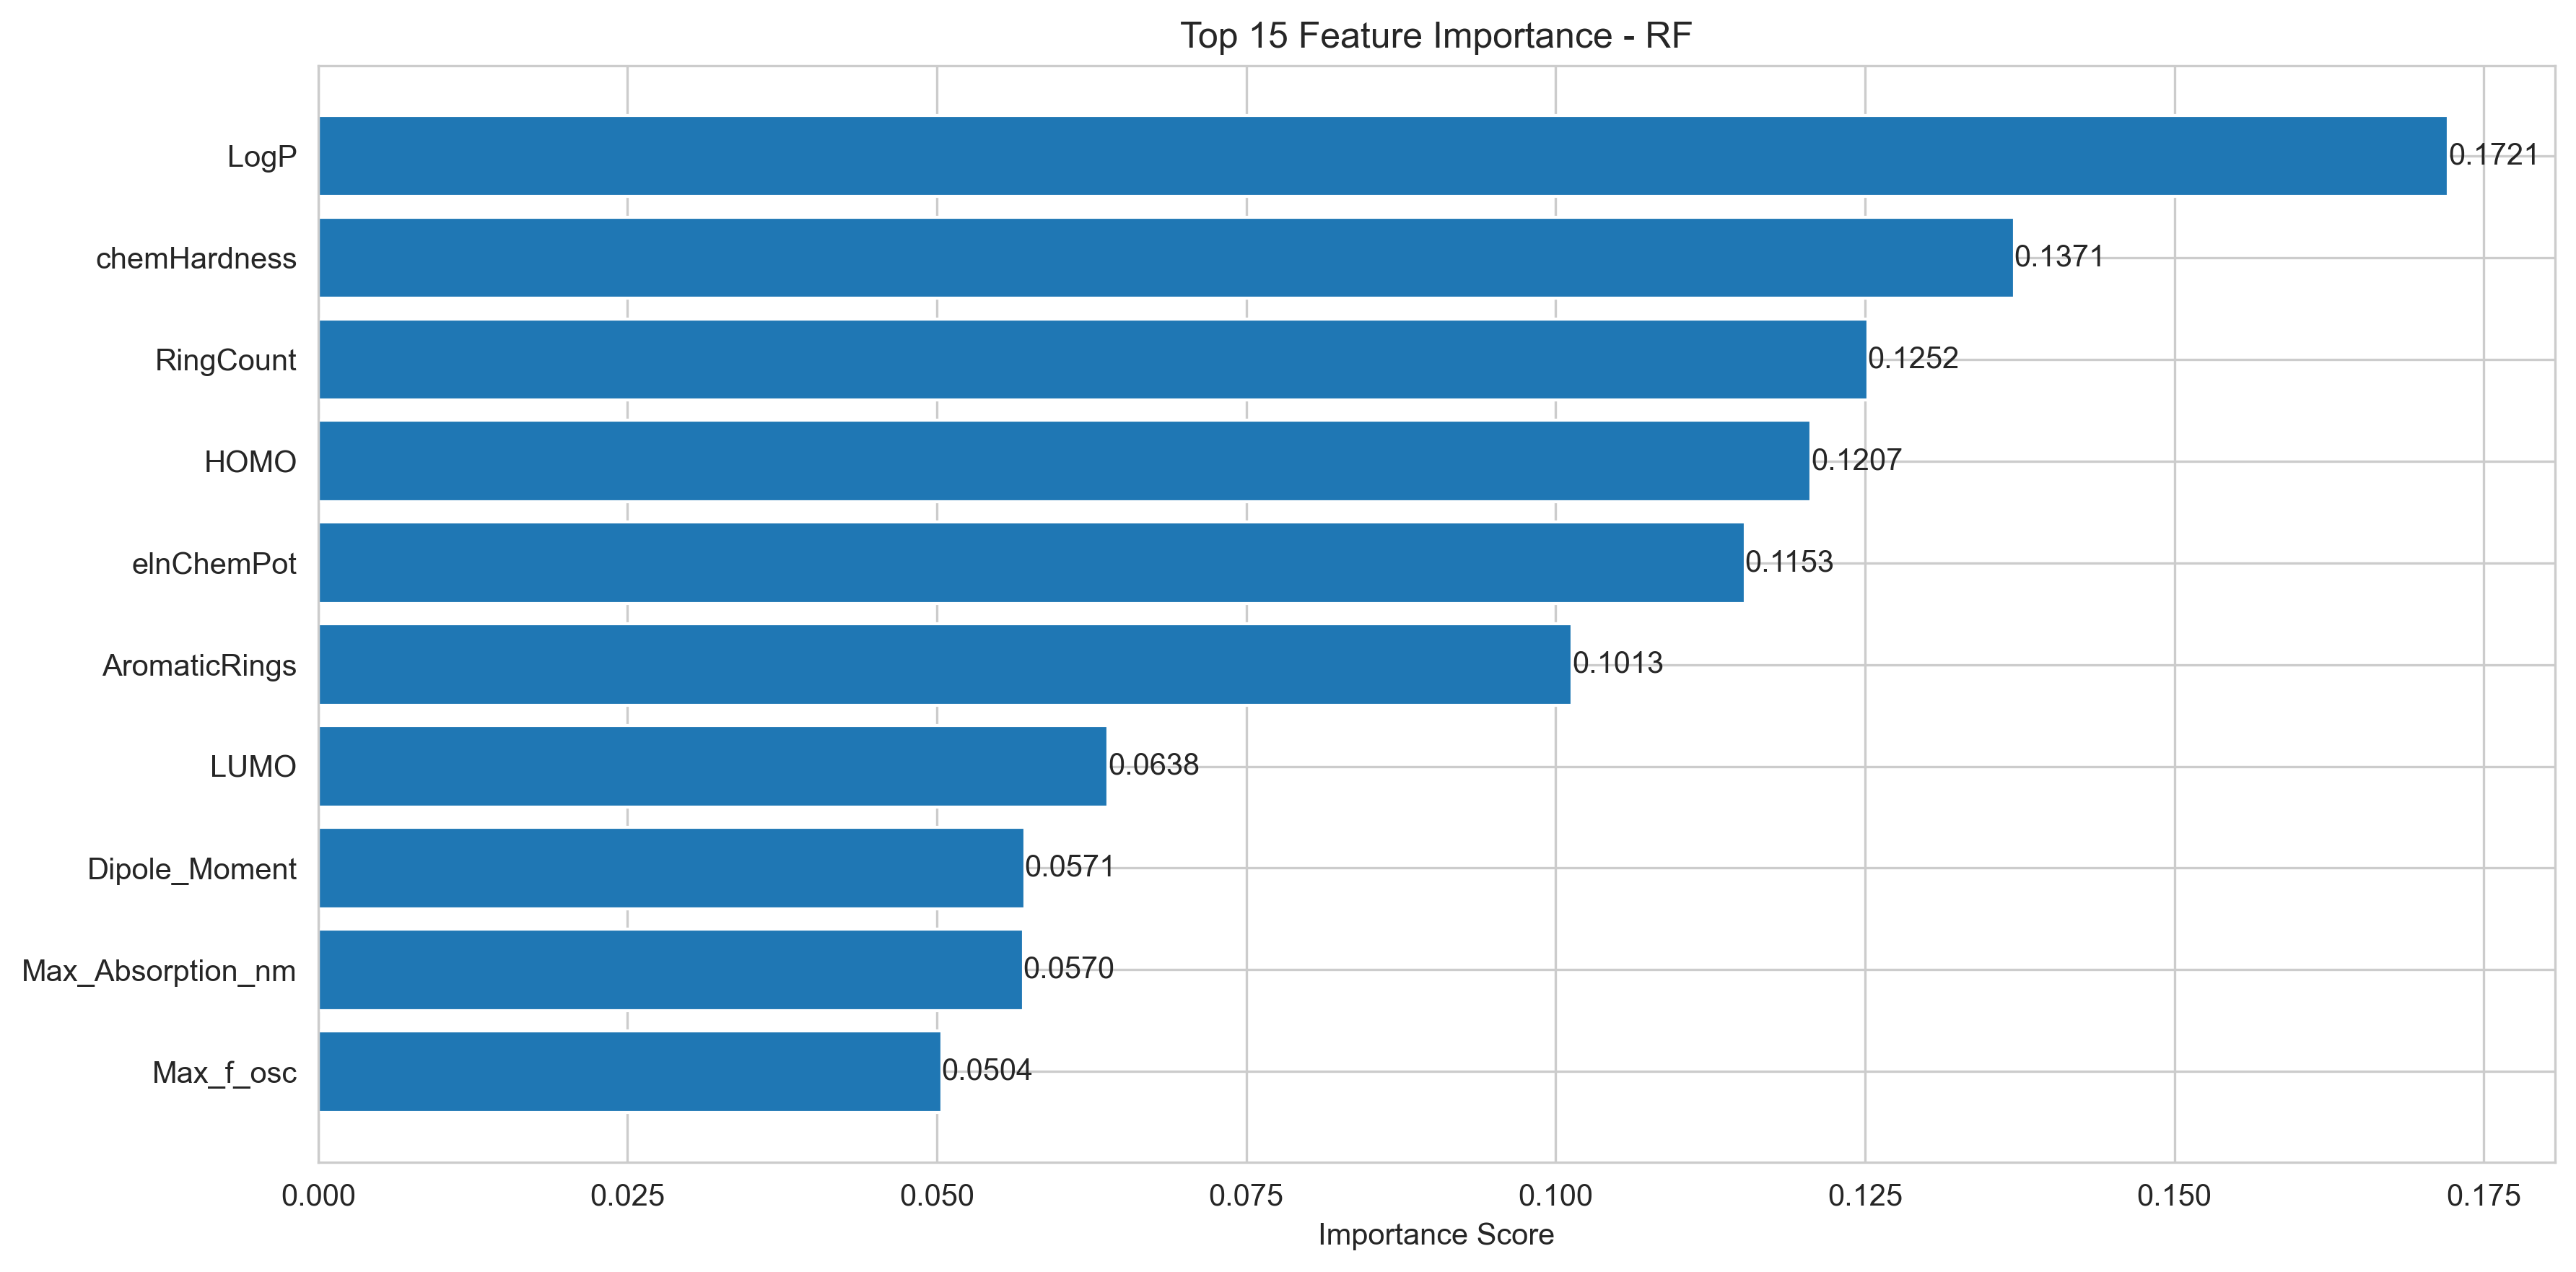 Top 15 Feature Importance - RF
LogP
0.1721
chemHardness
0.1371
RingCount
0.1252
HOMO
0.1207
elnChemPot
0.1153
AromaticRings
0.1013
LUMO
0.0638
Dipole_Moment
0.0571
Max_Absorption_nm
0.0570
Max_f_osc
0.0504
0.000 0.025 0.050 0.075 0.100 0.125 0.150 0.175
Importance Score